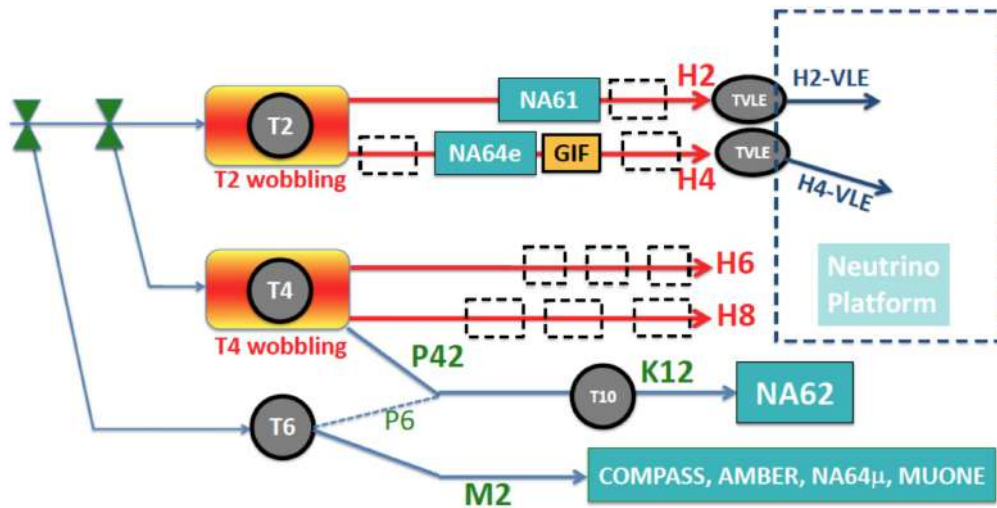 H2
H2-VLE
NA61
TVLE
T2
NA64e
GIF
TVLE
T2 wobbling
H4
H4-VLE
H6
T4
Neutrino
Platform
H8
T4 wobbling
P42
K12
T10
NA62
P6
T6
COMPASS, AMBER, NA64μ, MUONE
M2